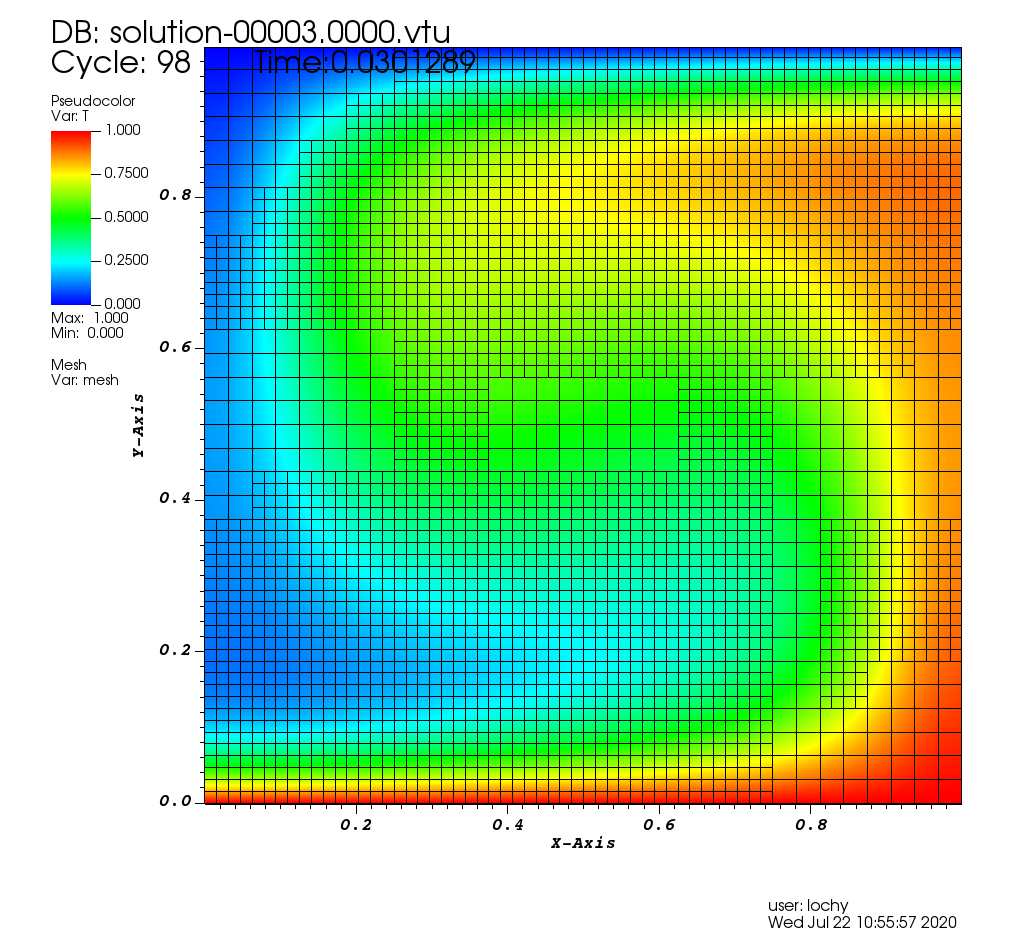 DB: solution-00003.0000.vtu
Cycle: 98 Time:0.0301289
Pseudocolor
Var: T
1.000
0.7500
0.5000
0.2500
0.000
Max: 1.000
Min: 0.000
Mesh
Var: mesh
Y-Axis
0.8
0.6
0.4
0.2
0.0
0.2 0.4 0.6 0.8
X-Axis
user: lochy
Wed Jul 22 10:55:57 2020